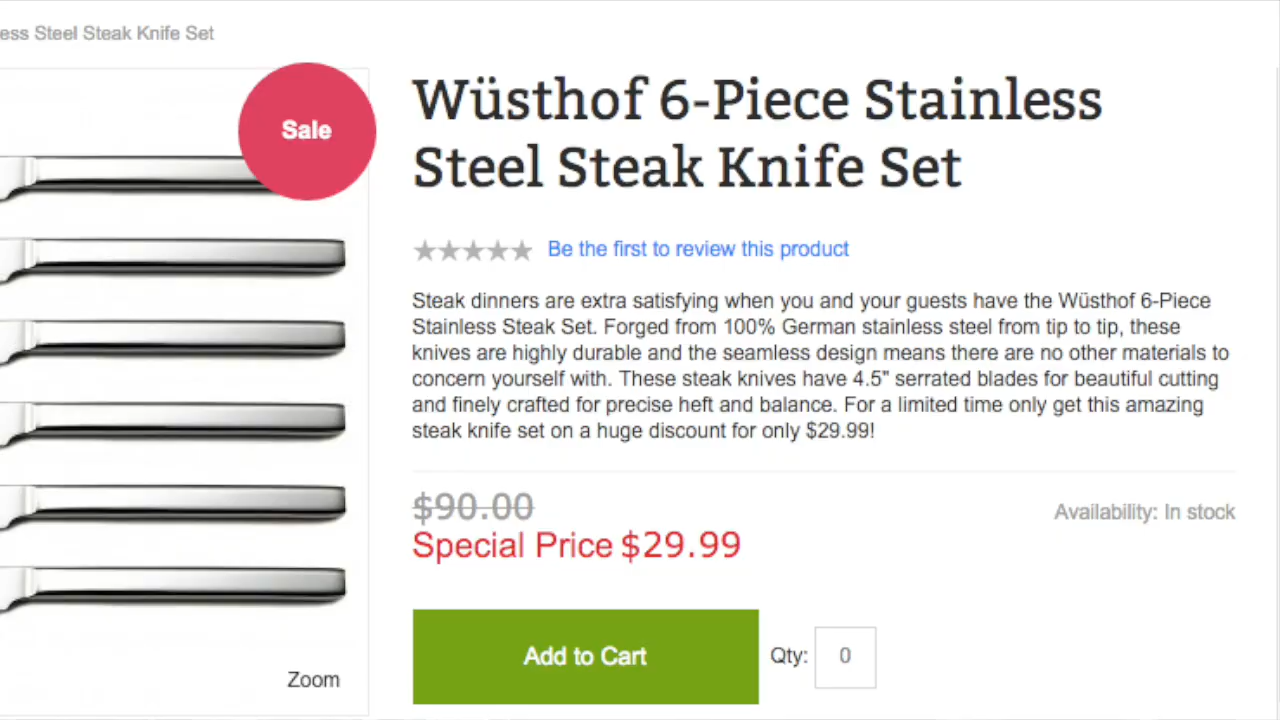 ess Steel Steak Knife Set
Sale
Wüsthof 6-Piece Stainless
Steel Steak Knife Set
Be the first to review this product
Steak dinners are extra satisfying when you and your guests have the Wüsthof 6-Piece
Stainless Steak Set. Forged from 100% German stainless steel from tip to tip, these
knives are highly durable and the seamless design means there are no other materials to
concern yourself with. These steak knives have 4.5" serrated blades for beautiful cutting
and finely crafted for precise heft and balance. For a limited time only get this amazing
steak knife set on a huge discount for only $29.99!
$90.00
Availability: In stock
Special Price $29.99
Add to Cart
Qty: 0
Zoom